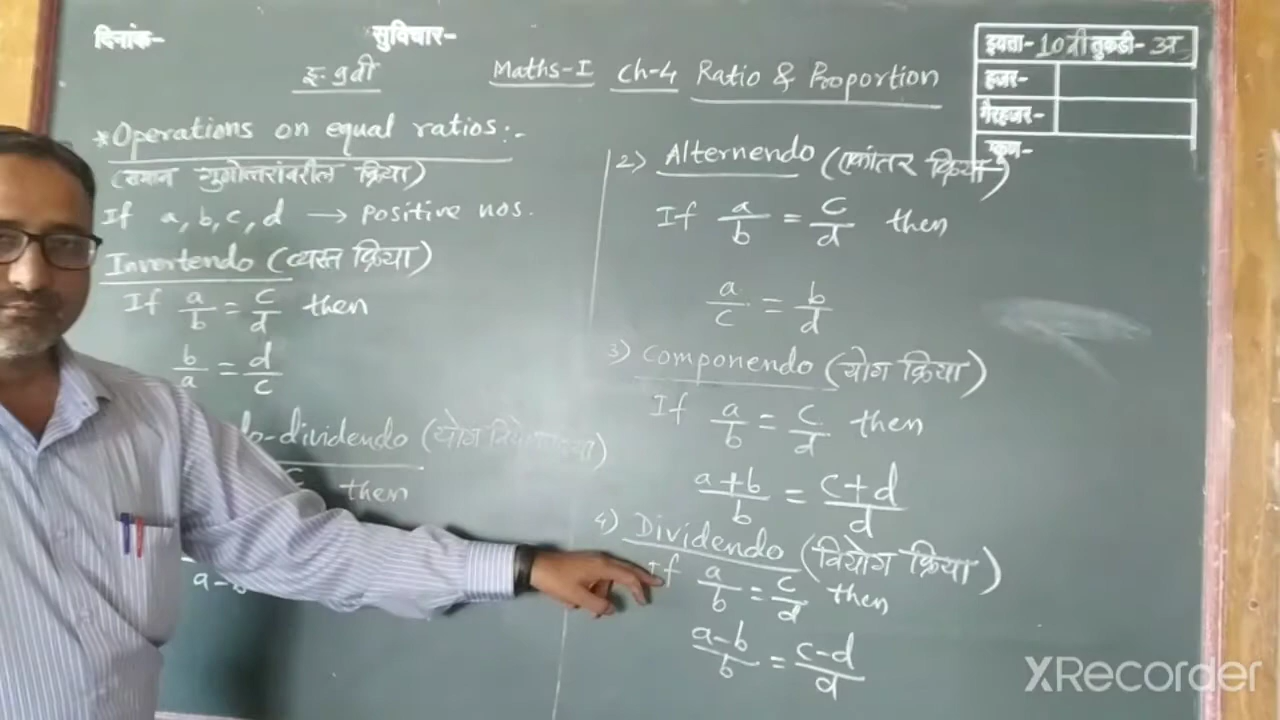 दिनांक- सुविचार-
इ. ९ वी Maths-I Ch-4 Ratio & Proportion
इयत्ता- 10 वी तुकडी- अ
हजर-
गैरहजर-
एकूण-
* Operations on equal ratios:-
(समान गुणोत्तरांवरील क्रिया)
If a, b, c, d → positive nos.
Invertendo (व्यस्त क्रिया)
If a/b = c/d then
b/a = d/c
do-dividendo (योग वियोग क्रिया)
c then
a-b
2) Alternendo (एकांतर क्रिया)
If a/b = c/d then
a/c = b/d
3) Componendo (योग क्रिया)
If a/b = c/d then
a+b/b = c+d/d
4) Dividendo (वियोग क्रिया)
If a/b = c/d then
a-b/b = c-d/d
XRecorder